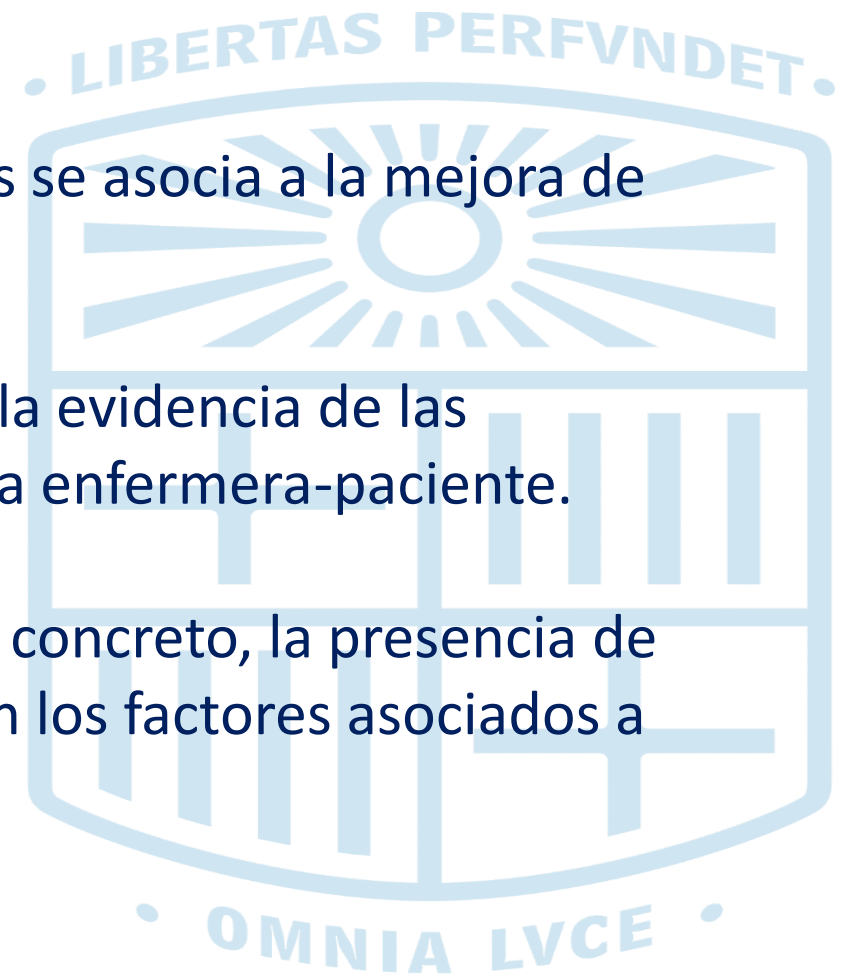 • LIBERTAS PERFVNDET •
s se asocia a la mejora de
la evidencia de las
a enfermera-paciente.
concreto, la presencia de
n los factores asociados a
• OMNIA LVCE •